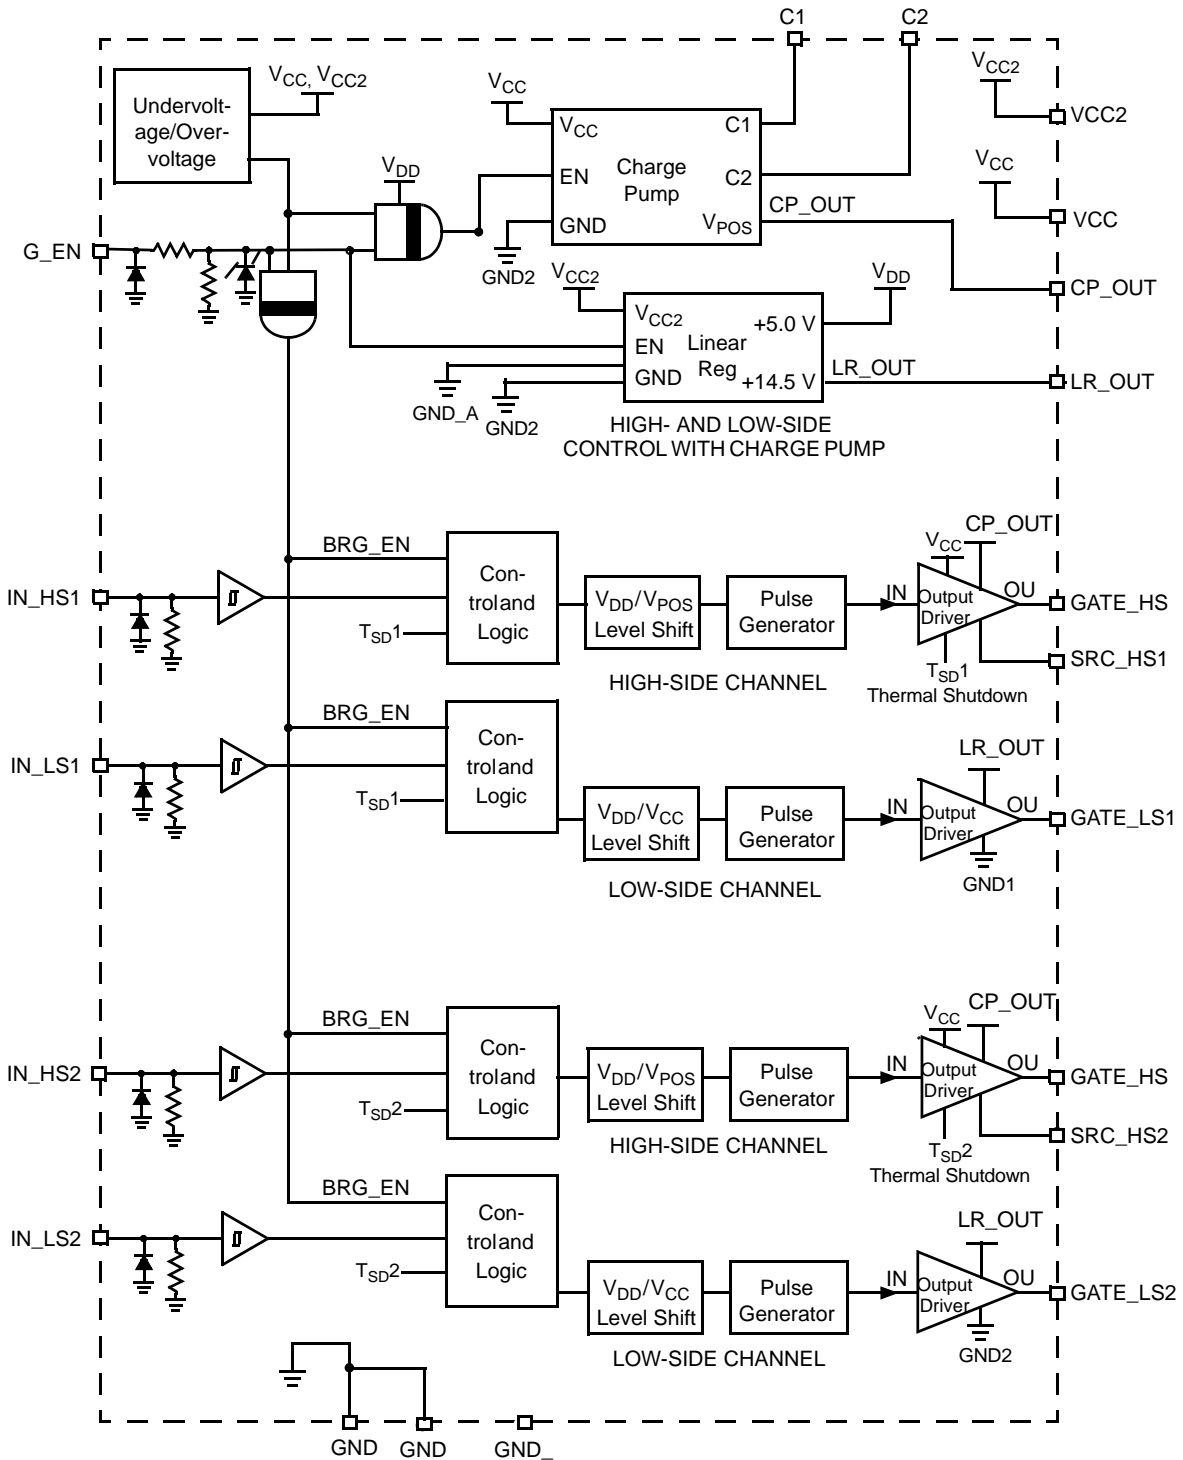 C1
C2
VCC, VCC2
Undervolt-
age/Over-
voltage
VCC
VCC
C1
EN
Charge
Pump
C2
GND
VPOS
CP_OUT
GND2
VCC2
VCC2
VCC
VCC
CP_OUT
VDD
G_EN
VCC2
VDD
VCC2
+5.0 V
EN
Linear
Reg
GND
+14.5 V
LR_OUT
LR_OUT
GND_A
GND2
HIGH- AND LOW-SIDE
CONTROL WITH CHARGE PUMP
IN_HS1
BRG_EN
TSD1
Con-
troland
Logic
VDD/VPOS
Level Shift
Pulse
Generator
IN
VCC
CP_OUT
Output
Driver
OU
GATE_HS
SRC_HS1
TSD1
Thermal Shutdown
HIGH-SIDE CHANNEL
IN_LS1
BRG_EN
TSD1
Con-
troland
Logic
VDD/VCC
Level Shift
Pulse
Generator
IN
LR_OUT
Output
Driver
OU
GATE_LS1
GND1
LOW-SIDE CHANNEL
IN_HS2
BRG_EN
TSD2
Con-
troland
Logic
VDD/VPOS
Level Shift
Pulse
Generator
IN
VCC
CP_OUT
Output
Driver
OU
GATE_HS
SRC_HS2
TSD2
Thermal Shutdown
HIGH-SIDE CHANNEL
IN_LS2
BRG_EN
TSD2
Con-
troland
Logic
VDD/VCC
Level Shift
Pulse
Generator
IN
LR_OUT
Output
Driver
OU
GATE_LS2
GND2
LOW-SIDE CHANNEL
GND
GND
GND_